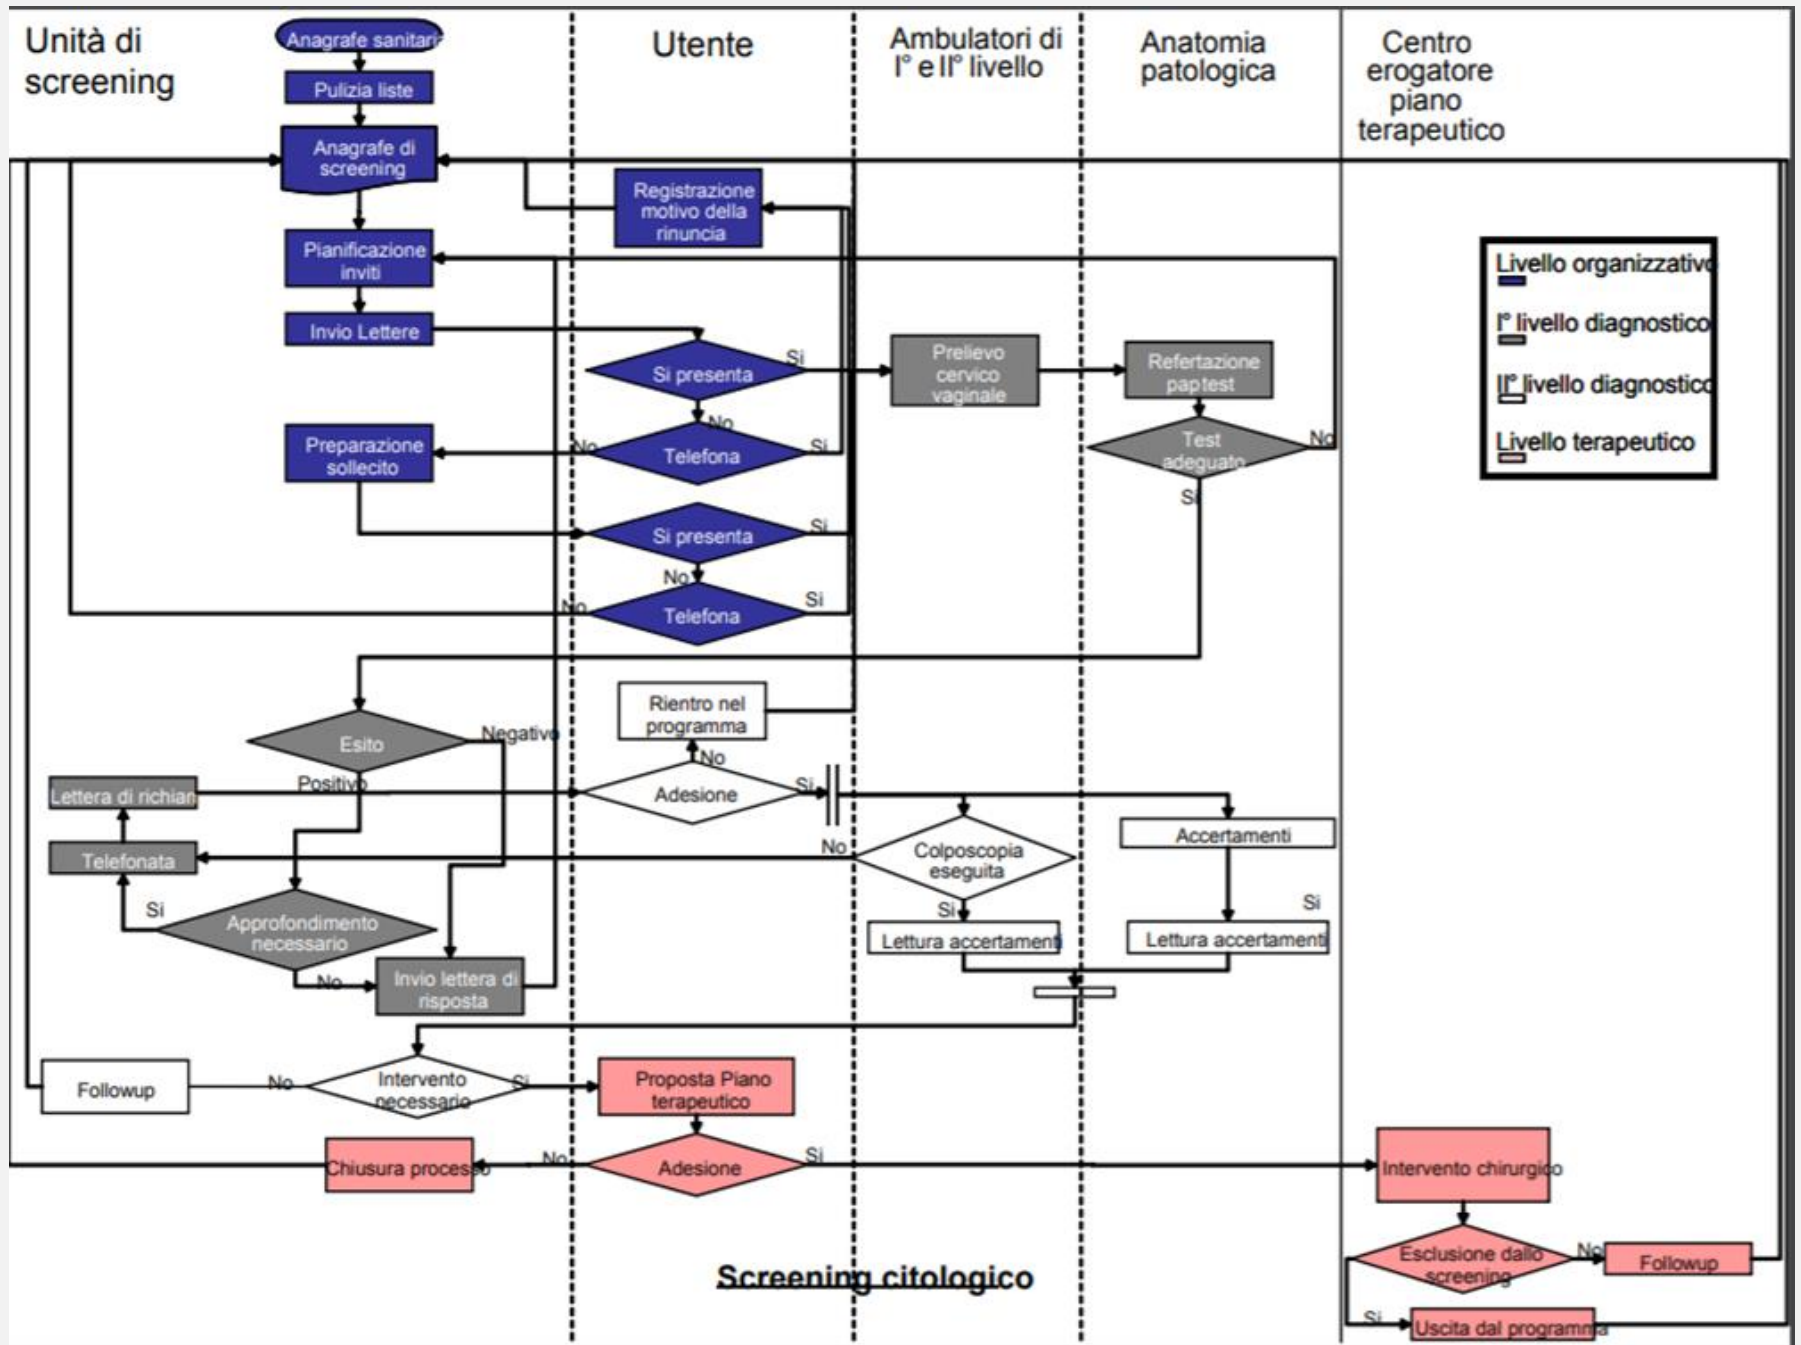 Unità di
screening
Utente
Ambulatori di
I° e II° livello
Anatomia
patologica
Centro
erogatore
piano
terapeutico
Anagrafe sanitaria
Pulizia liste
Anagrafe di
screening
Registrazione
motivo della
rinuncia
Pianificazione
inviti
Invio Lettere
Livello organizzativo
I° livello diagnostico
II° livello diagnostico
Livello terapeutico
Si presenta
Si
No
Prelievo
cervico
vaginale
Refertazione
paptest
Preparazione
sollecito
No
Telefona
Si
Test
adeguato
No
Si
Si presenta
Si
No
No
Telefona
Si
Rientro nel
programma
Esito
Negativo
Positivo
No
Lettera di richiam
Adesione
Si
Telefonata
No
Colposcopia
eseguita
Accertamenti
Si
Si
Si
Approfondimento
necessario
Lettura accertamenti
Lettura accertamenti
No
Invio lettera di
risposta
Followup
No
Intervento
necessario
Si
Proposta Piano
terapeutico
Chiusura processo
No
Adesione
Si
Intervento chirurgico
Esclusione dallo
screening
No
Followup
Si
Uscita dal programma
Screening citologico